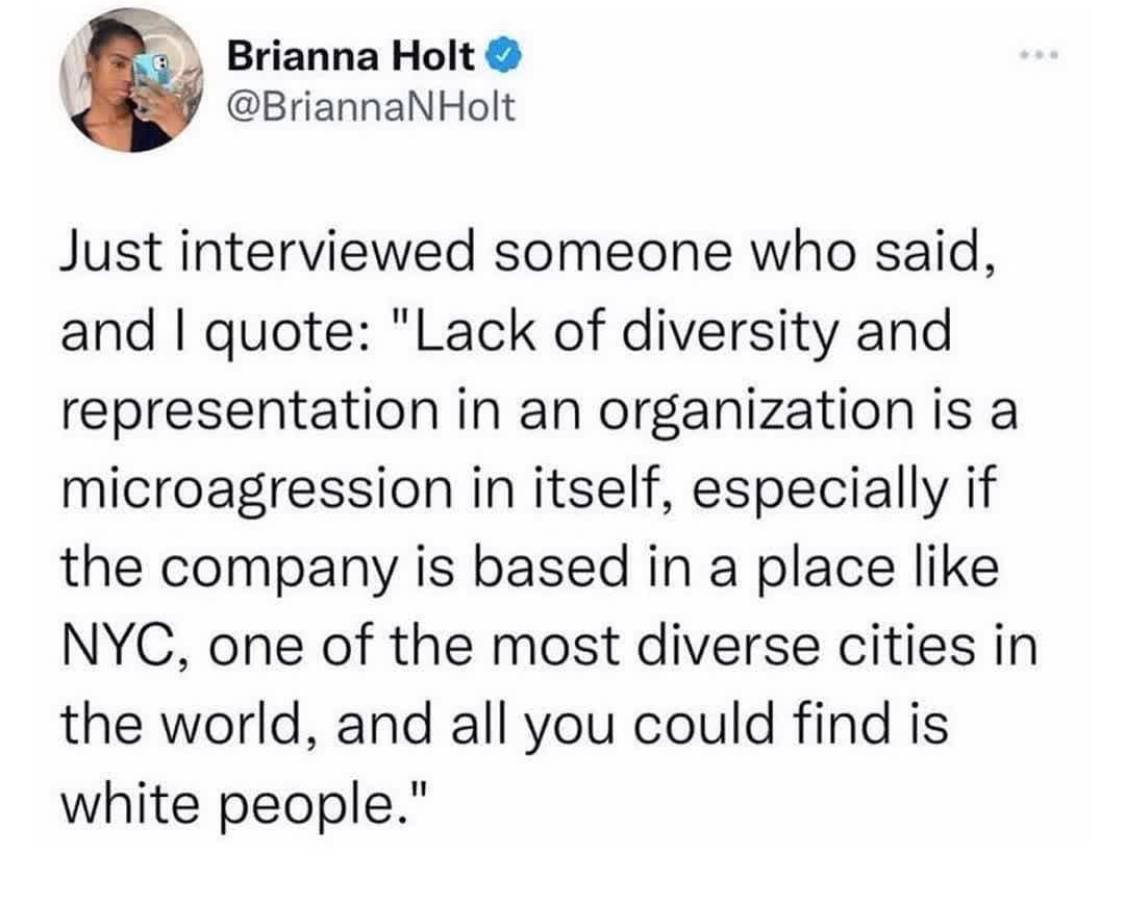 Brianna Holt
@BriannaNHolt
Just interviewed someone who said,
and I quote: "Lack of diversity and
representation in an organization is a
microagression in itself, especially if
the company is based in a place like
NYC, one of the most diverse cities in
the world, and all you could find is
white people."